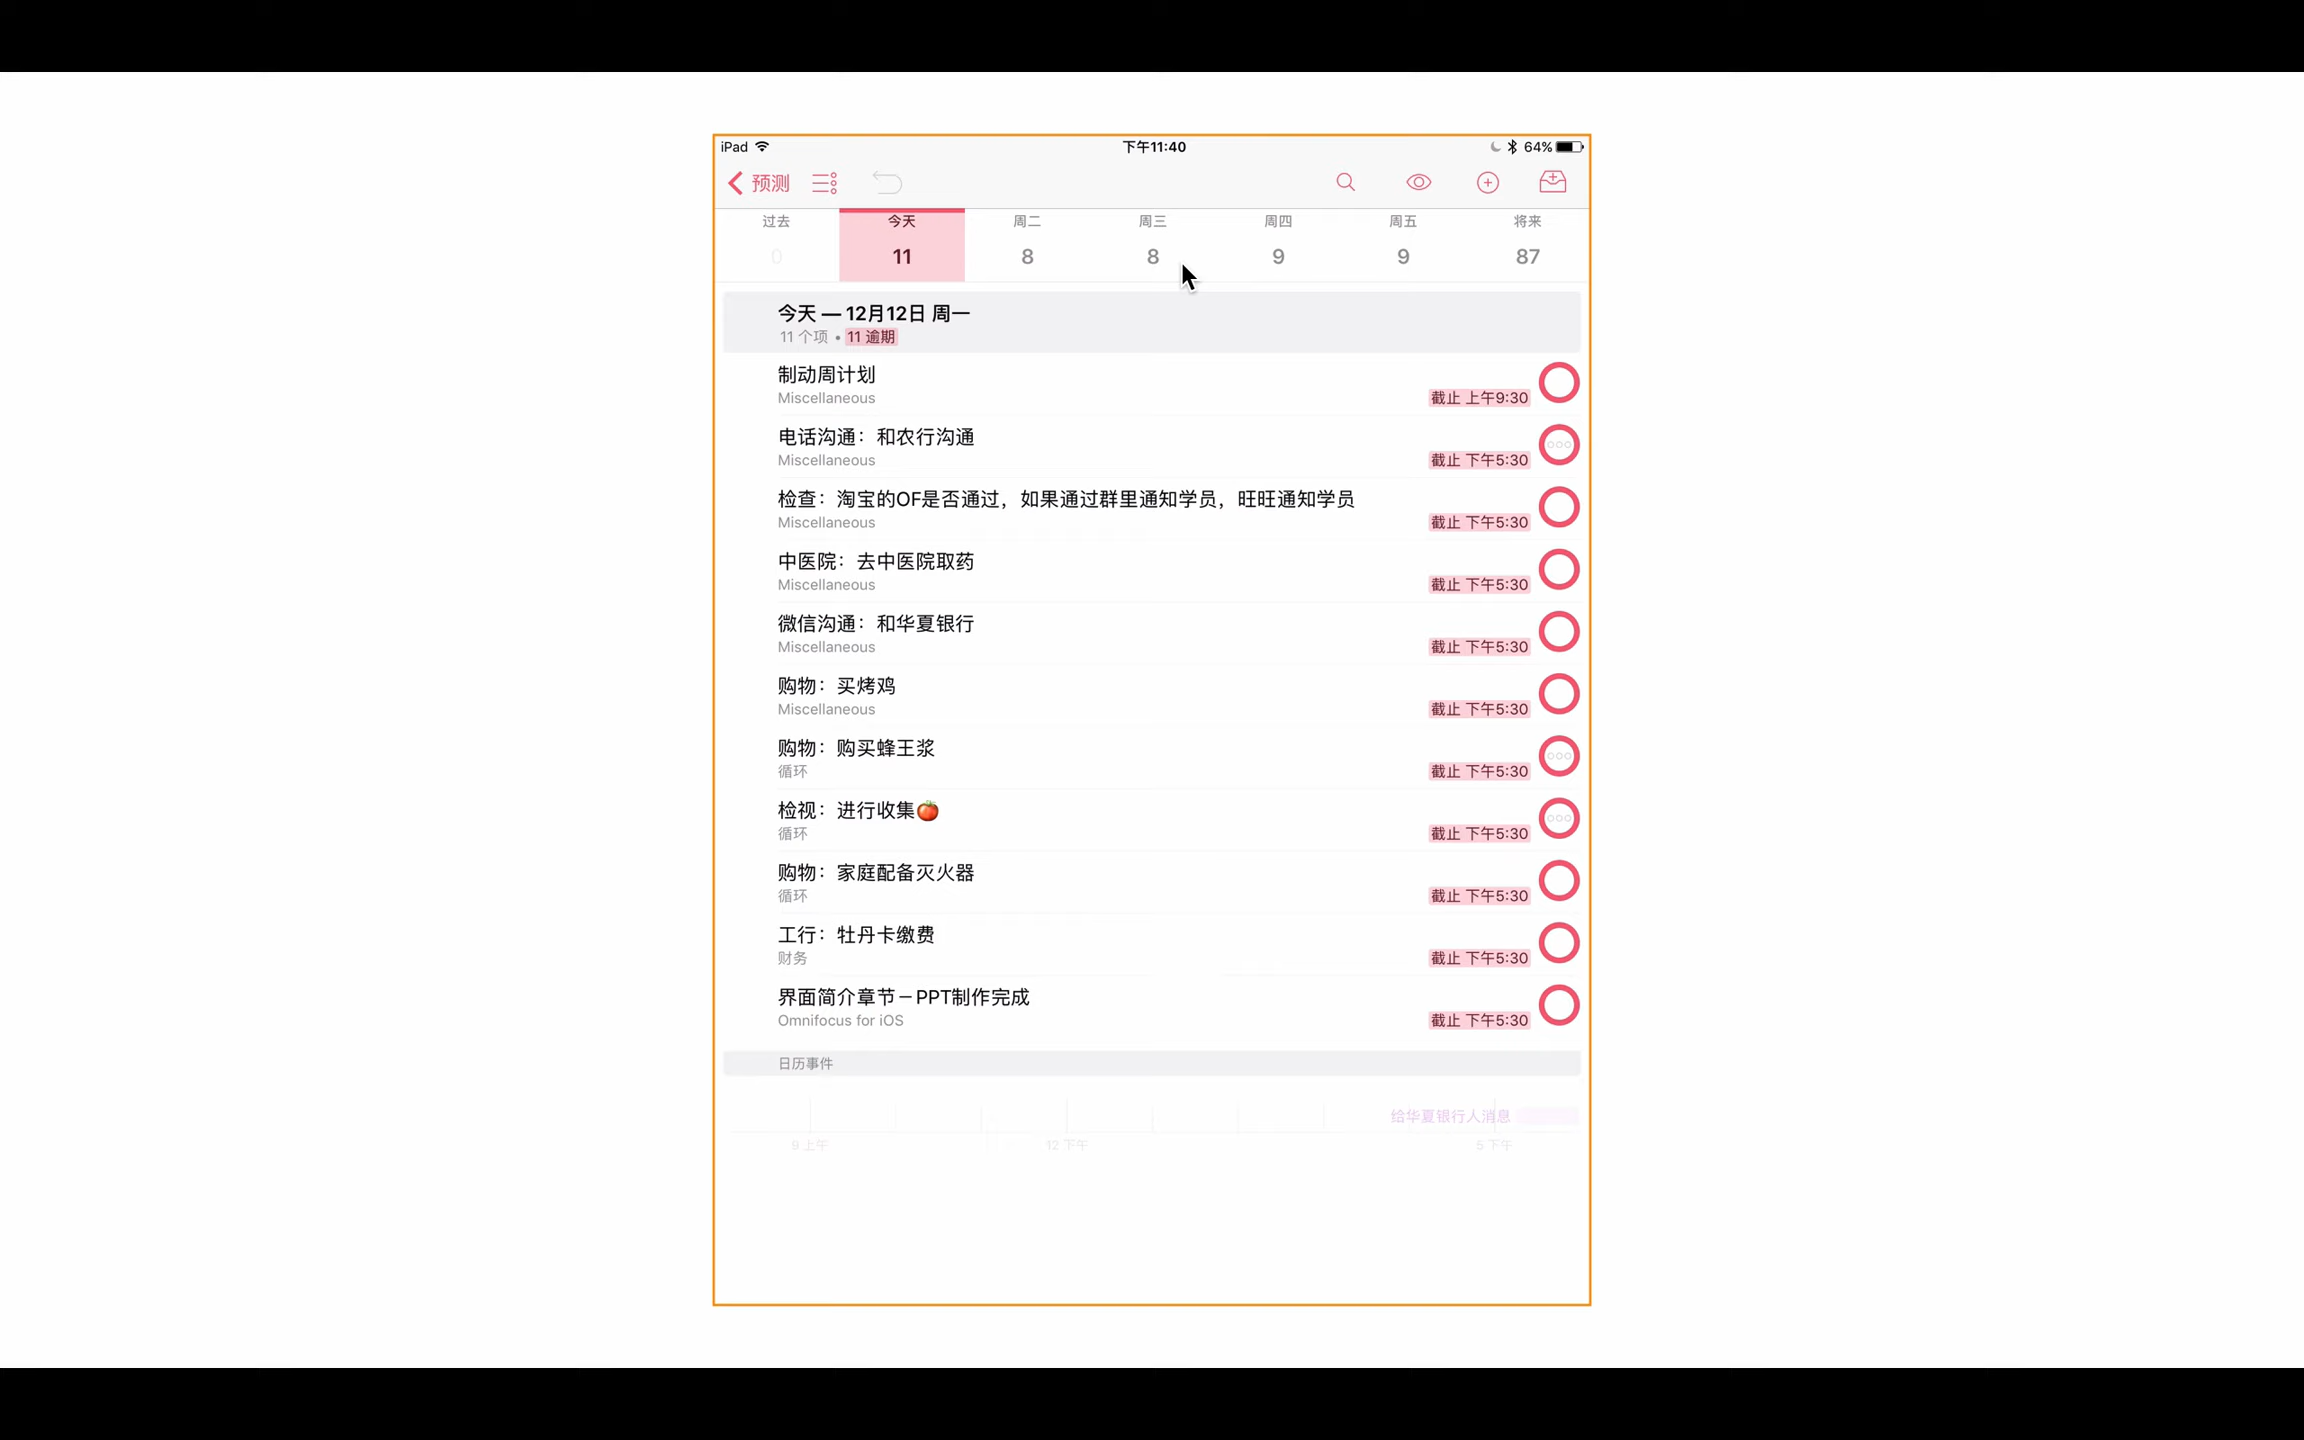 iPad 下午11:40 64%
预测
过去 今天 周二 周三 周四 周五 将来
0 11 8 8 9 9 87
今天 — 12月12日 周一
11 个项 • 11 逾期
制动周计划
Miscellaneous 截止 上午9:30
电话沟通：和农行沟通
Miscellaneous 截止 下午5:30
检查：淘宝的OF是否通过，如果通过群里通知学员，旺旺通知学员
Miscellaneous 截止 下午5:30
中医院：去中医院取药
Miscellaneous 截止 下午5:30
微信沟通：和华夏银行
Miscellaneous 截止 下午5:30
购物：买烤鸡
Miscellaneous 截止 下午5:30
购物：购买蜂王浆
循环 截止 下午5:30
检视：进行收集🍅
循环 截止 下午5:30
购物：家庭配备灭火器
循环 截止 下午5:30
工行：牡丹卡缴费
财务 截止 下午5:30
界面简介章节－PPT制作完成
Omnifocus for iOS 截止 下午5:30
日历事件
给华夏银行人消息
9 上午 12 下午 5 下午